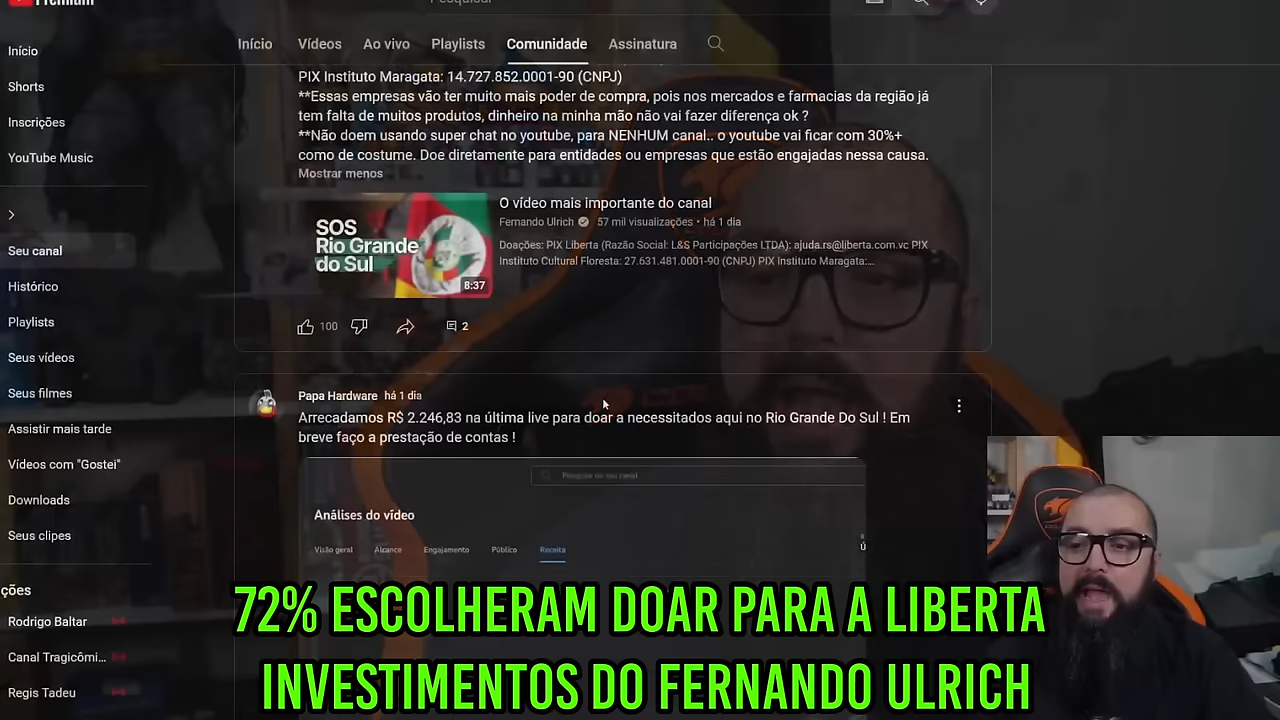 Premium
Pesquisar
Início
Vídeos
Ao vivo
Playlists
Comunidade
Assinatura
Início
Shorts
Inscrições
YouTube Music
Seu canal
Histórico
Playlists
Seus vídeos
Seus filmes
Assistir mais tarde
Vídeos com "Gostei"
Downloads
Seus clipes
ções
Rodrigo Baltar
Canal Tragicômi...
Regis Tadeu
PIX Instituto Maragata: 14.727.852.0001-90 (CNPJ)
**Essas empresas vão ter muito mais poder de compra, pois nos mercados e farmacias da região já
tem falta de muitos produtos, dinheiro na minha mão não vai fazer diferença ok ?
**Não doem usando super chat no youtube, para NENHUM canal.. o youtube vai ficar com 30%+
como de costume. Doe diretamente para entidades ou empresas que estão engajadas nessa causa.
Mostrar menos
SOS
Rio Grande
do Sul
8:37
O vídeo mais importante do canal
Fernando Ulrich 57 mil visualizações • há 1 dia
Doações: PIX Liberta (Razão Social: L&S Participações LTDA): ajuda.rs@liberta.com.vc PIX
Instituto Cultural Floresta: 27.631.481.0001-90 (CNPJ) PIX Instituto Maragata:...
100
2
Papa Hardware há 1 dia
Arrecadamos R$ 2.246,83 na última live para doar a necessitados aqui no Rio Grande Do Sul ! Em
breve faço a prestação de contas !
Pesquise no seu canal
Análises do vídeo
Visão geral
Alcance
Engajamento
Público
Receita
72% ESCOLHERAM DOAR PARA A LIBERTA
INVESTIMENTOS DO FERNANDO ULRICH